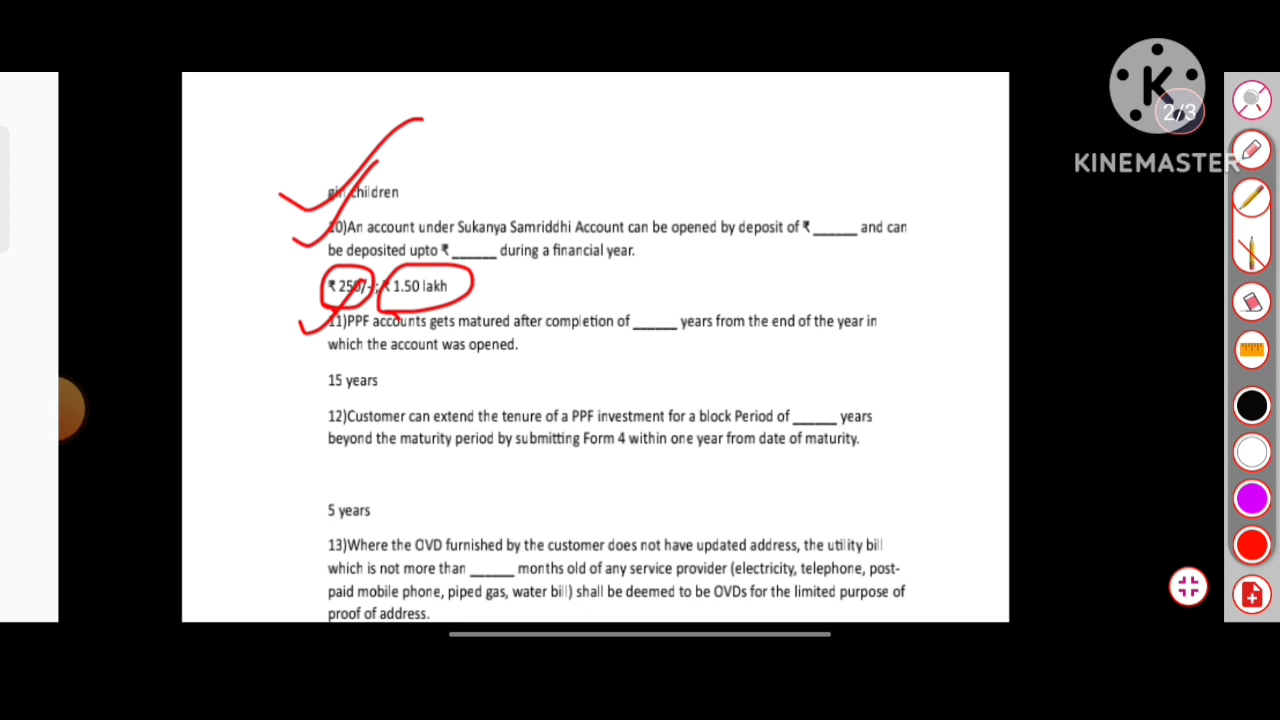 2/3
KINEMASTER
girl children
10)An account under Sukanya Samriddhi Account can be opened by deposit of ₹ ______ and can
be deposited upto ₹ ______ during a financial year.
₹ 250/- ; ₹ 1.50 lakh
11)PPF accounts gets matured after completion of ______ years from the end of the year in
which the account was opened.
15 years
12)Customer can extend the tenure of a PPF investment for a block Period of ______ years
beyond the maturity period by submitting Form 4 within one year from date of maturity.
5 years
13)Where the OVD furnished by the customer does not have updated address, the utility bill
which is not more than ______ months old of any service provider (electricity, telephone, post-
paid mobile phone, piped gas, water bill) shall be deemed to be OVDs for the limited purpose of
proof of address.